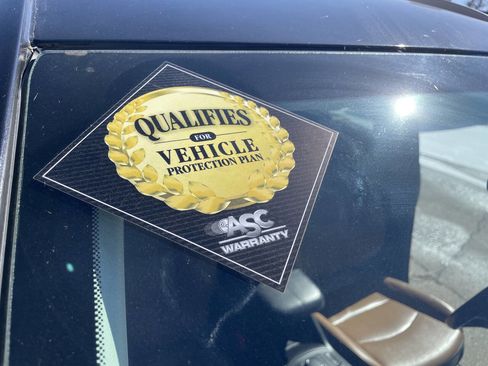 QUALIFIES
FOR
VEHICLE
PROTECTION PLAN
ASC
WARRANTY